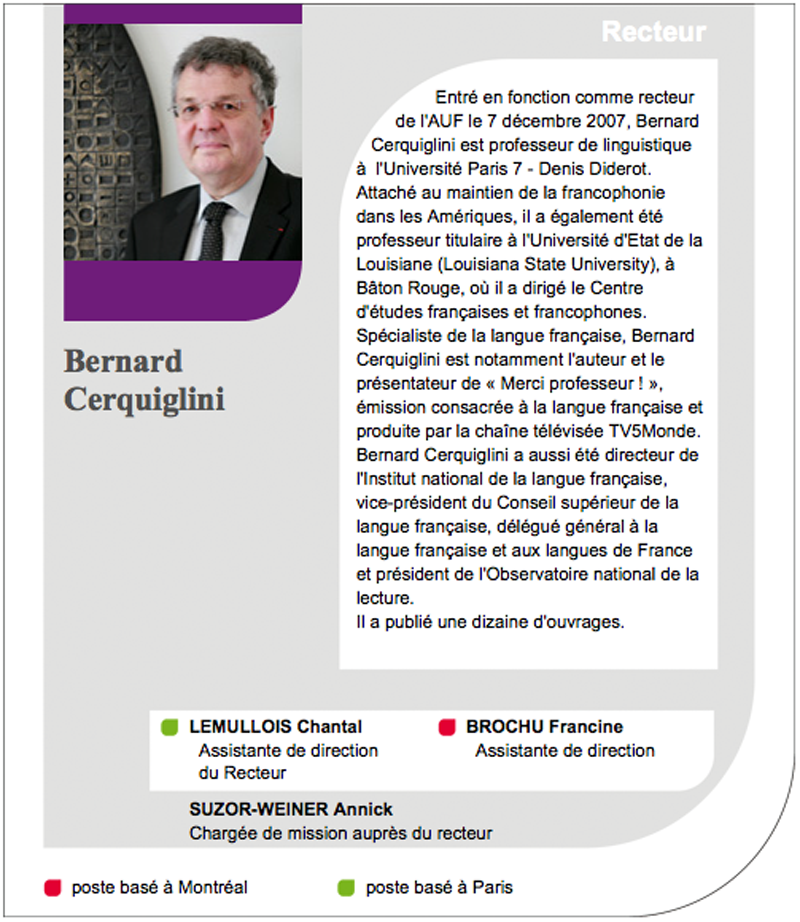 Recteur
Entré en fonction comme recteur
de l'AUF le 7 décembre 2007, Bernard
Cerquiglini est professeur de linguistique
à l'Université Paris 7 - Denis Diderot.
Attaché au maintien de la francophonie
dans les Amériques, il a également été
professeur titulaire à l'Université d'Etat de la
Louisiane (Louisiana State University), à
Bâton Rouge, où il a dirigé le Centre
d'études françaises et francophones.
Spécialiste de la langue française, Bernard
Cerquiglini est notamment l'auteur et le
présentateur de « Merci professeur ! »,
émission consacrée à la langue française et
produite par la chaîne télévisée TV5Monde.
Bernard Cerquiglini a aussi été directeur de
l'Institut national de la langue française,
vice-président du Conseil supérieur de la
langue française, délégué général à la
langue française et aux langues de France
et président de l'Observatoire national de la
lecture.
Il a publié une dizaine d'ouvrages.
Bernard
Cerquiglini
LEMULLOIS Chantal
Assistante de direction
du Recteur
BROCHU Francine
Assistante de direction
SUZOR-WEINER Annick
Chargée de mission auprès du recteur
poste basé à Montréal
poste basé à Paris